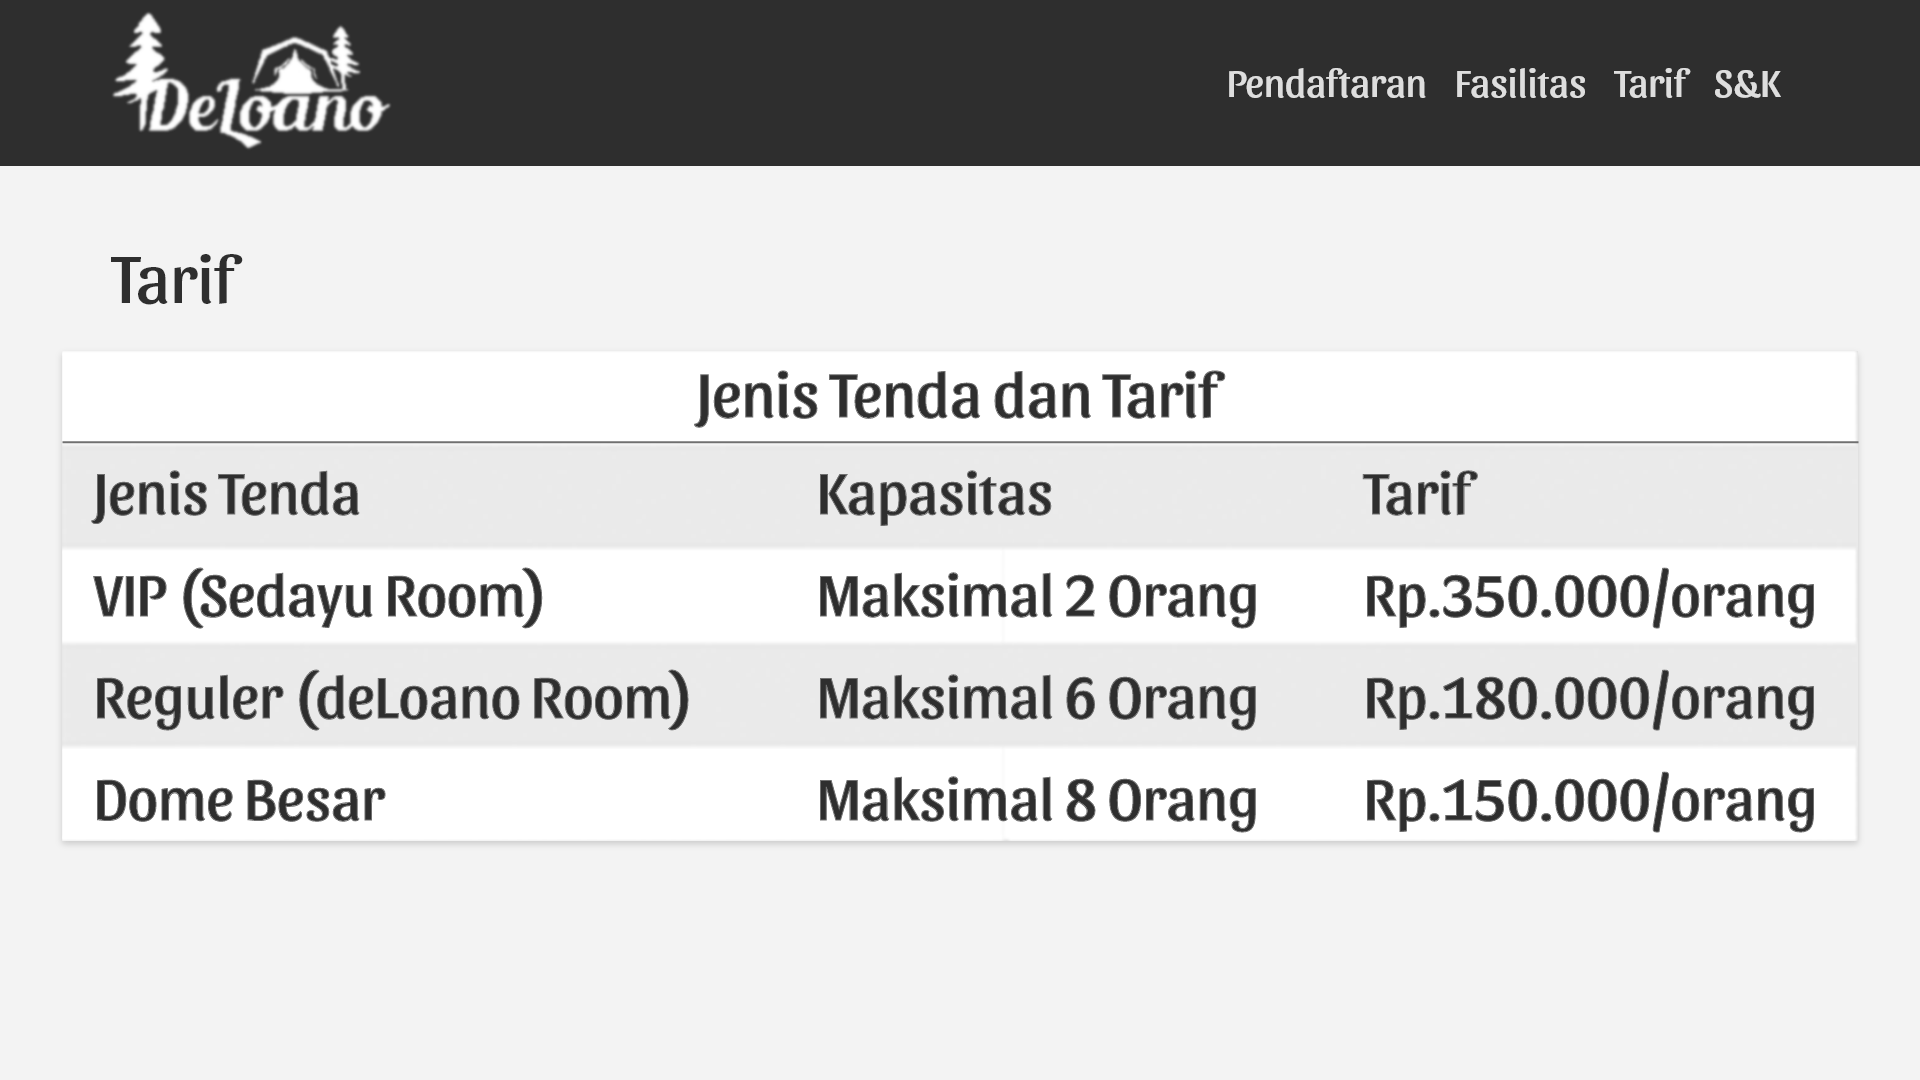 DeLoano
Pendaftaran Fasilitas Tarif S&K
Tarif
Jenis Tenda dan Tarif
Jenis Tenda Kapasitas Tarif
VIP (Sedayu Room) Maksimal 2 Orang Rp.350.000/orang
Reguler (deLoano Room) Maksimal 6 Orang Rp.180.000/orang
Dome Besar Maksimal 8 Orang Rp.150.000/orang